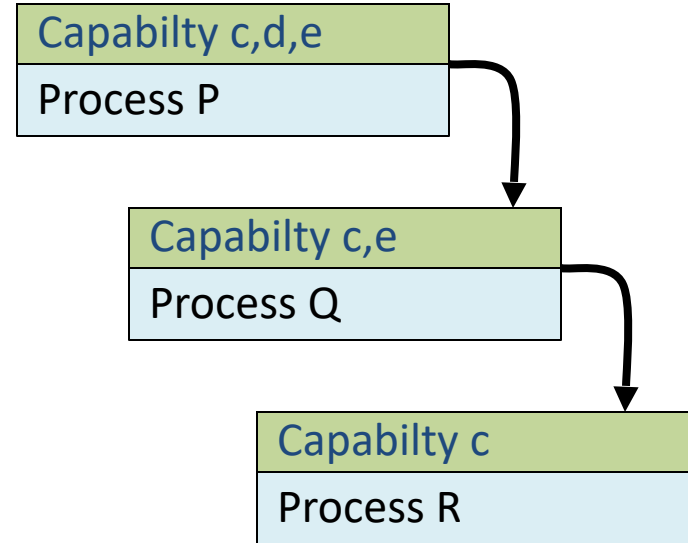 Capabilty c,d,e
Process P
Capabilty c,e
Process Q
Capabilty c
Process R